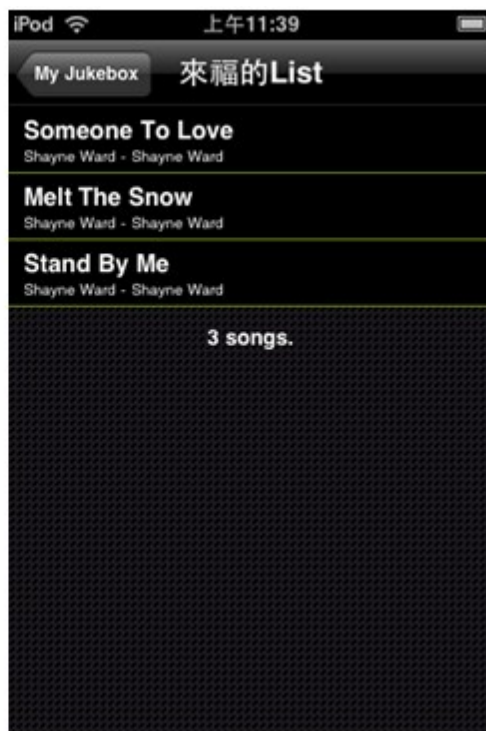 iPod 上午11:39
My Jukebox 來福的List
Someone To Love
Shayne Ward - Shayne Ward
Melt The Snow
Shayne Ward - Shayne Ward
Stand By Me
Shayne Ward - Shayne Ward
3 songs.